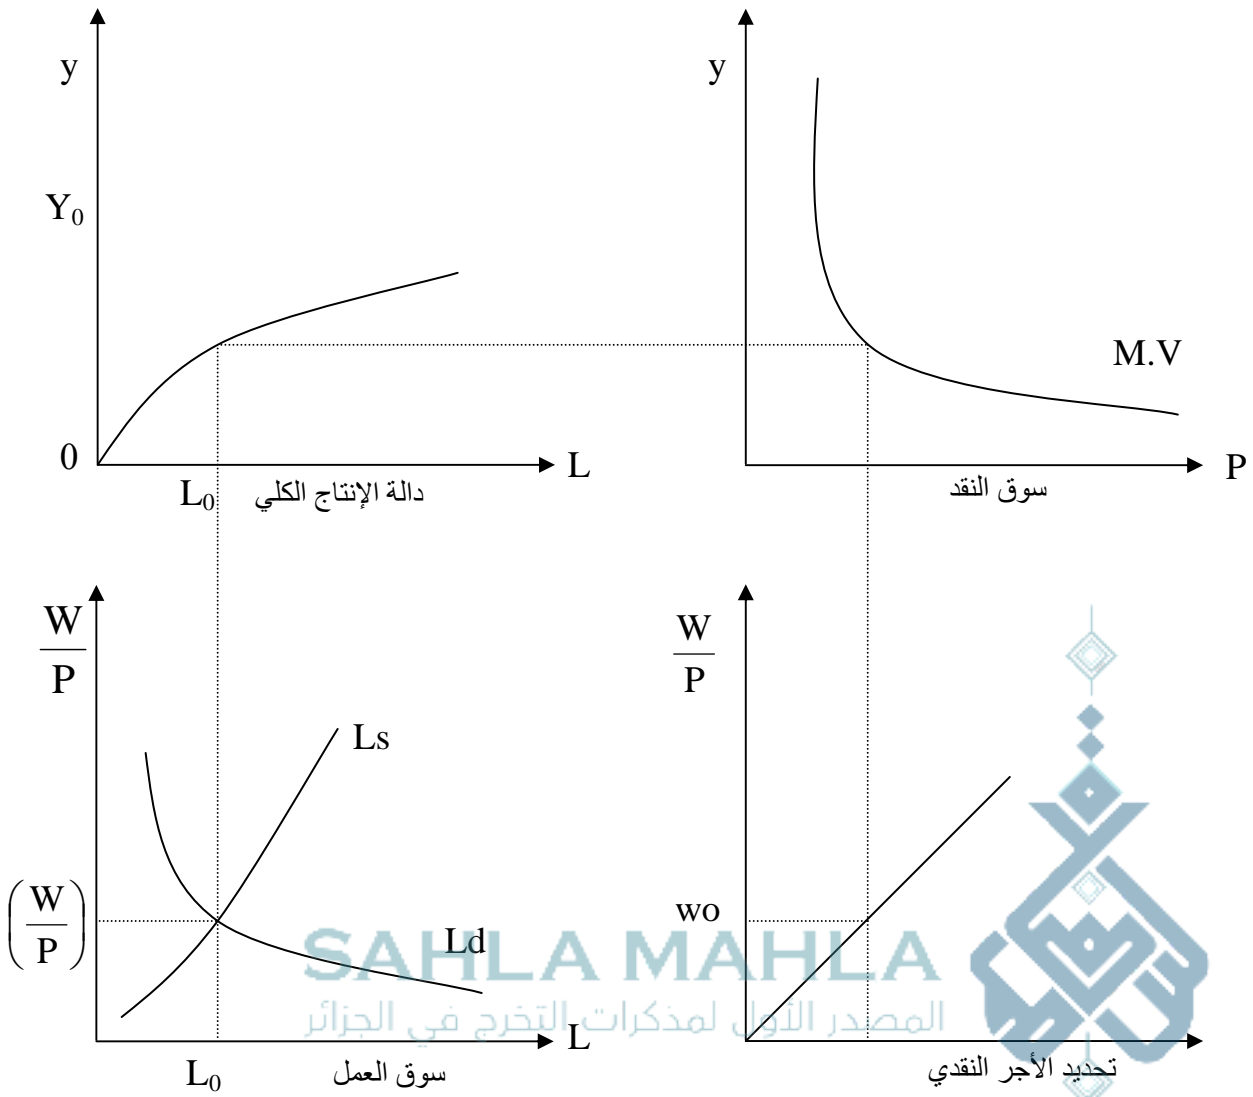 y
Y₀
0
L
L₀
دالة الإنتاج الكلي
y
M.V
P
سوق النقد
W/P
Ls
(W/P)
Ld
L
L₀
سوق العمل
W/P
wo
تحديد الأجر النقدي
SAHLA MAHLA
المصدر الأول لمذكرات التخرج في الجزائر